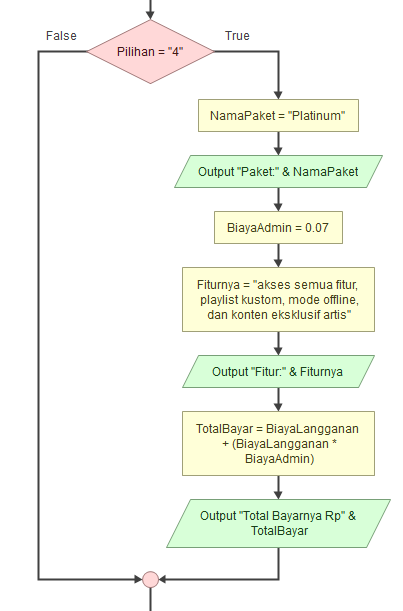 False
True
Pilihan = "4"
NamaPaket = "Platinum"
Output "Paket:" & NamaPaket
BiayaAdmin = 0.07
Fiturnya = "akses semua fitur,
playlist kustom, mode offline,
dan konten eksklusif artis"
Output "Fitur:" & Fiturnya
TotalBayar = BiayaLangganan
+ (BiayaLangganan *
BiayaAdmin)
Output "Total Bayarnya Rp" &
TotalBayar